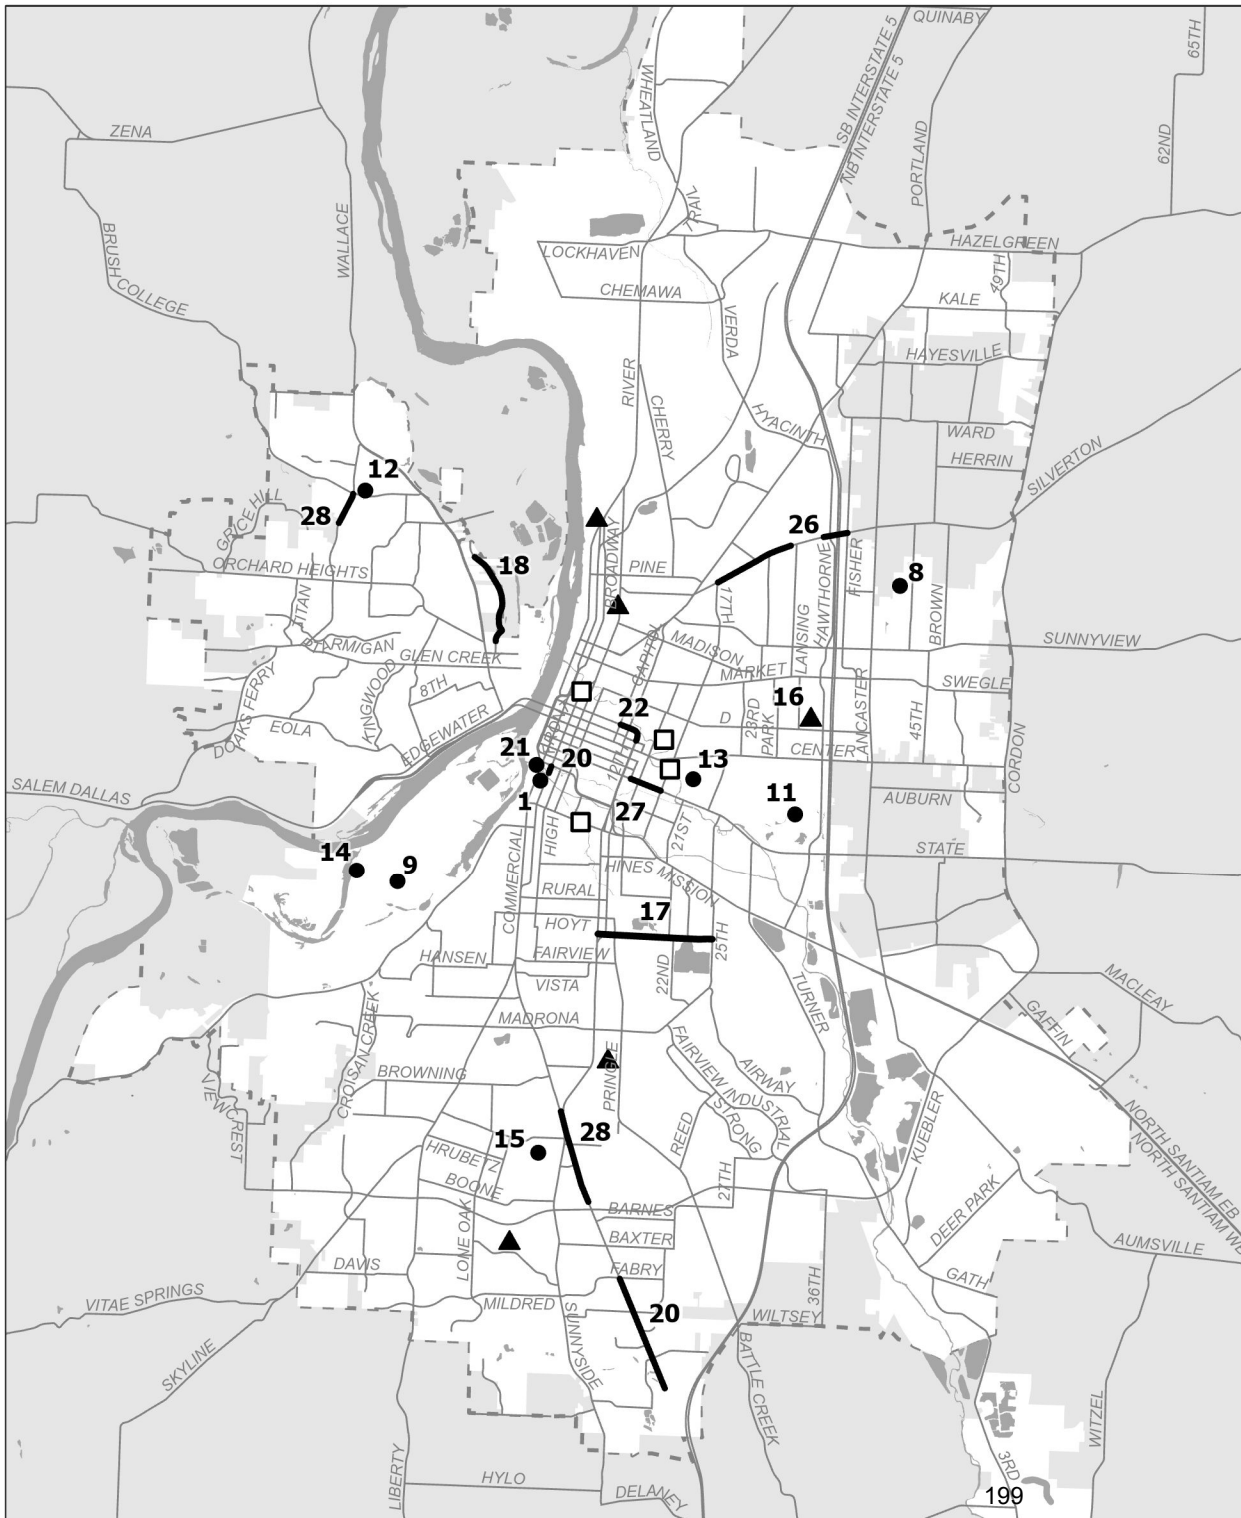 QUINABY
65TH
SB INTERSTATE 5
NB INTERSTATE 5
WHEATLAND
ZENA
PORTLAND
62ND
TRAIL
WALLACE
BRUSH COLLEGE
LOCKHAVEN
HAZELGREEN
49TH
CHEMAWA
KALE
VERDA
HAYESVILLE
RIVER
CHERRY
HYACINTH
WARD
HERRIN
SILVERTON
12
28
GRICE HILL
26
18
ORCHARD HEIGHTS
PINE
BROADWAY
17TH
HAWTHORNE
FISHER
8
BROWN
TITAN
PTARMIGAN
GLEN CREEK
CAPITOL
MADISON
LANSING
SUNNYVIEW
MARKET
SWEGLE
DOAKS FERRY
KINGWOOD
8TH
16
EOLA
EDGEWATER
22
D
23RD
PARK
LANCASTER
45TH
CENTER
CORDON
21
20
12TH
13
SALEM DALLAS
1
27
11
AUBURN
HIGH
21ST
STATE
14
9
COMMERCIAL
HINES
MISSION
RURAL
17
HOYT
25TH
HANSEN
FAIRVIEW
22ND
VISTA
TURNER
MACLEAY
GAFFIN
MADRONA
CROISAN CREEK
FAIRVIEW INDUSTRIAL
AIRWAY
BROWNING
PRINGLE
VIEWCREST
STRONG
REED
KUEBLER
NORTH SANTIAM EB
NORTH SANTIAM WB
28
15
HRUBETZ
BOONE
27TH
LONE OAK
BARNES
DEER PARK
BAXTER
AUMSVILLE
DAVIS
FABRY
GATH
36TH
VITAE SPRINGS
MILDRED
20
WILTSEY
SUNNYSIDE
SKYLINE
BATTLE CREEK
WITZEL
LIBERTY
3RD
HYLO
DELANEY
199